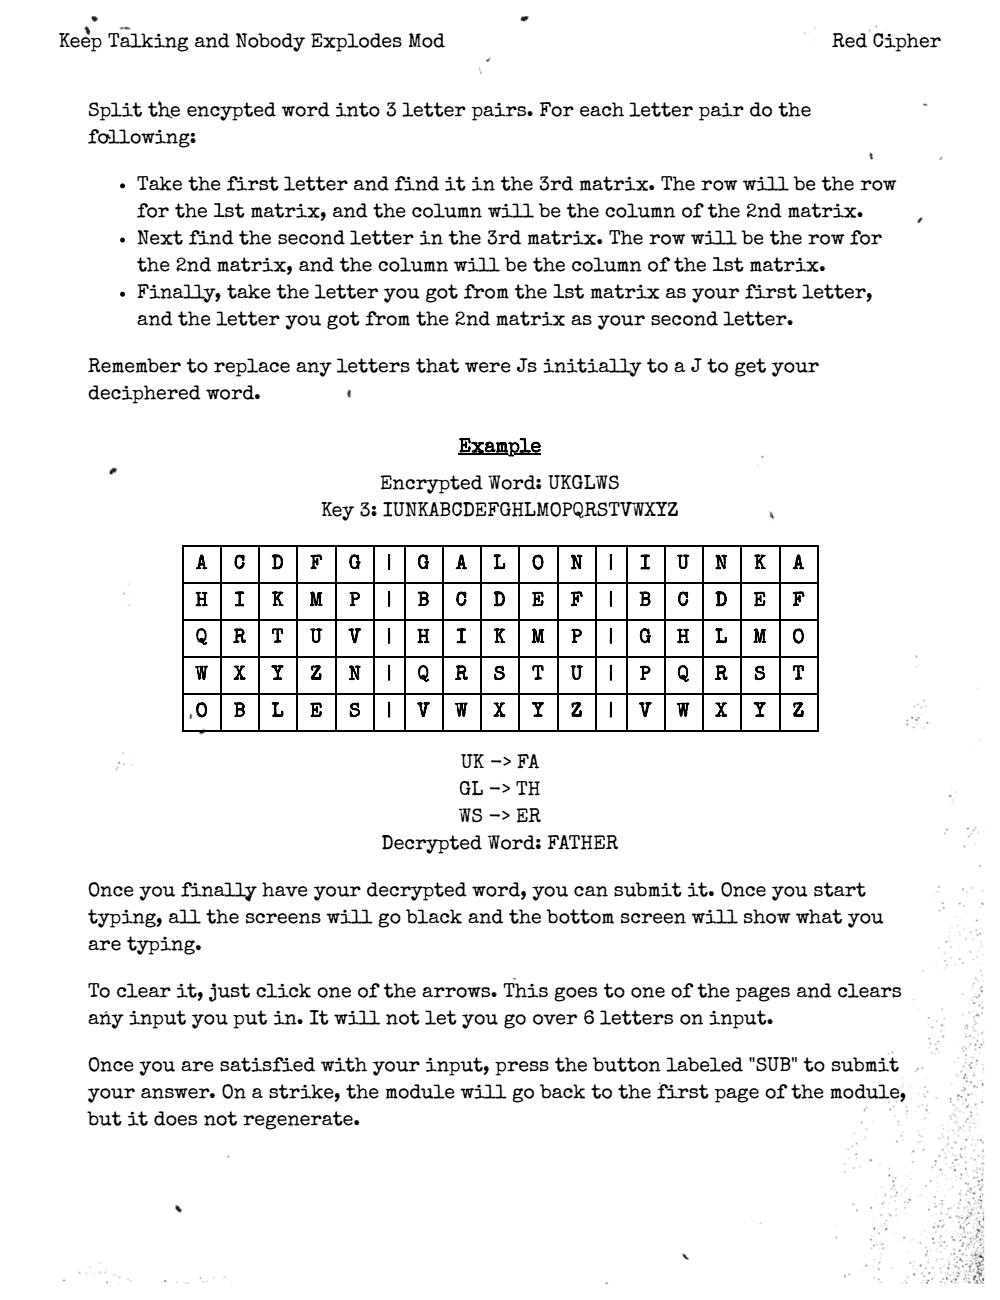 Keep Talking and Nobody Explodes Mod Red Cipher
Split the encypted word into 3 letter pairs. For each letter pair do the
following:
• Take the first letter and find it in the 3rd matrix. The row will be the row
for the 1st matrix, and the column will be the column of the 2nd matrix.
• Next find the second letter in the 3rd matrix. The row will be the row for
the 2nd matrix, and the column will be the column of the 1st matrix.
• Finally, take the letter you got from the 1st matrix as your first letter,
and the letter you got from the 2nd matrix as your second letter.
Remember to replace any letters that were Js initially to a J to get your
deciphered word.
Example
Encrypted Word: UKGLWS
Key 3: IUNKABCDEFGHLMOPQRSTVWXYZ
A C D F G | G A L O N | I U N K A
H I K M P | B C D E F | B C D E F
Q R T U V | H I K M P | G H L M O
W X Y Z N | Q R S T U | P Q R S T
O B L E S | V W X Y Z | V W X Y Z
UK -> FA
GL -> TH
WS -> ER
Decrypted Word: FATHER
Once you finally have your decrypted word, you can submit it. Once you start
typing, all the screens will go black and the bottom screen will show what you
are typing.
To clear it, just click one of the arrows. This goes to one of the pages and clears
any input you put in. It will not let you go over 6 letters on input.
Once you are satisfied with your input, press the button labeled "SUB" to submit
your answer. On a strike, the module will go back to the first page of the module,
but it does not regenerate.